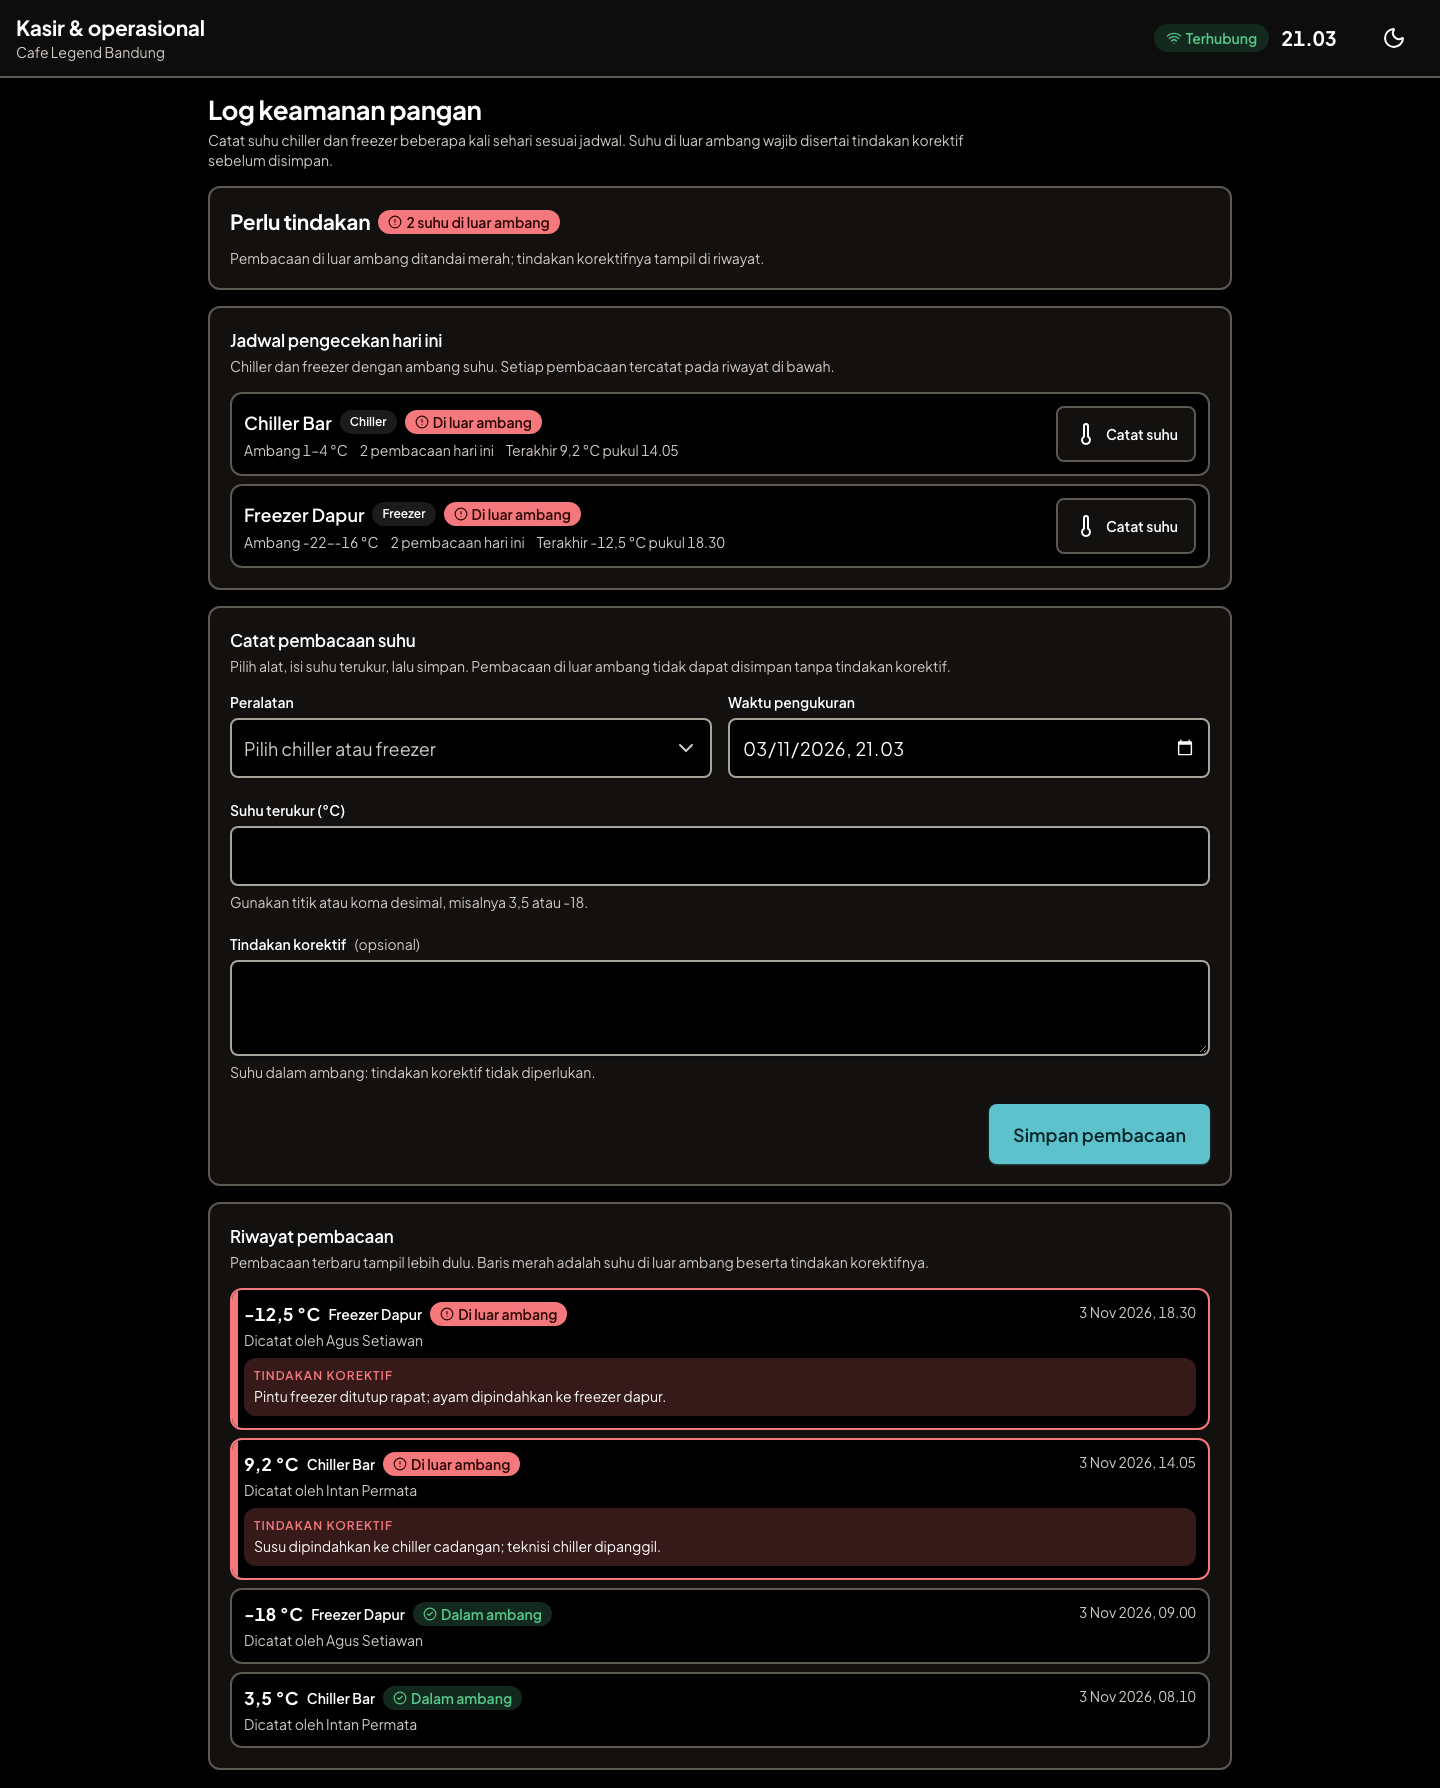 Kasir & operasional
Cafe Legend Bandung
Terhubung
21.03
Log keamanan pangan
Catat suhu chiller dan freezer beberapa kali sehari sesuai jadwal. Suhu di luar ambang wajib disertai tindakan korektif
sebelum disimpan.
Perlu tindakan
2 suhu di luar ambang
Pembacaan di luar ambang ditandai merah; tindakan korektifnya tampil di riwayat.
Jadwal pengecekan hari ini
Chiller dan freezer dengan ambang suhu. Setiap pembacaan tercatat pada riwayat di bawah.
Chiller Bar
Chiller
Di luar ambang
Ambang 1–4 °C 2 pembacaan hari ini Terakhir 9,2 °C pukul 14.05
Catat suhu
Freezer Dapur
Freezer
Di luar ambang
Ambang -22–-16 °C 2 pembacaan hari ini Terakhir -12,5 °C pukul 18.30
Catat suhu
Catat pembacaan suhu
Pilih alat, isi suhu terukur, lalu simpan. Pembacaan di luar ambang tidak dapat disimpan tanpa tindakan korektif.
Peralatan
Waktu pengukuran
Pilih chiller atau freezer
03/11/2026, 21.03
Suhu terukur (°C)
Gunakan titik atau koma desimal, misalnya 3,5 atau -18.
Tindakan korektif (opsional)
Suhu dalam ambang: tindakan korektif tidak diperlukan.
Simpan pembacaan
Riwayat pembacaan
Pembacaan terbaru tampil lebih dulu. Baris merah adalah suhu di luar ambang beserta tindakan korektifnya.
-12,5 °C Freezer Dapur Di luar ambang
3 Nov 2026, 18.30
Dicatat oleh Agus Setiawan
TINDAKAN KOREKTIF
Pintu freezer ditutup rapat; ayam dipindahkan ke freezer dapur.
9,2 °C Chiller Bar Di luar ambang
3 Nov 2026, 14.05
Dicatat oleh Intan Permata
TINDAKAN KOREKTIF
Susu dipindahkan ke chiller cadangan; teknisi chiller dipanggil.
-18 °C Freezer Dapur Dalam ambang
3 Nov 2026, 09.00
Dicatat oleh Agus Setiawan
3,5 °C Chiller Bar Dalam ambang
3 Nov 2026, 08.10
Dicatat oleh Intan Permata